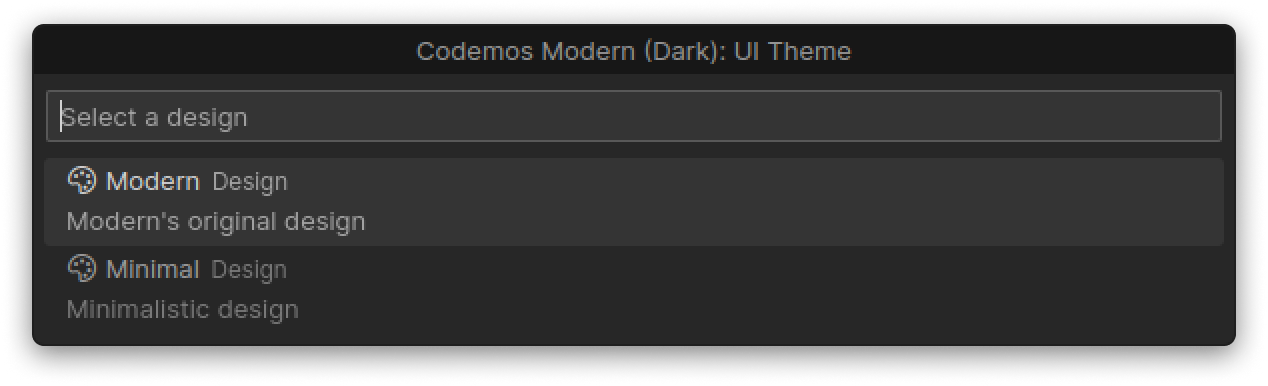 Codemos Modern (Dark): UI Theme
Select a design
Modern Design
Modern's original design
Minimal Design
Minimalistic design